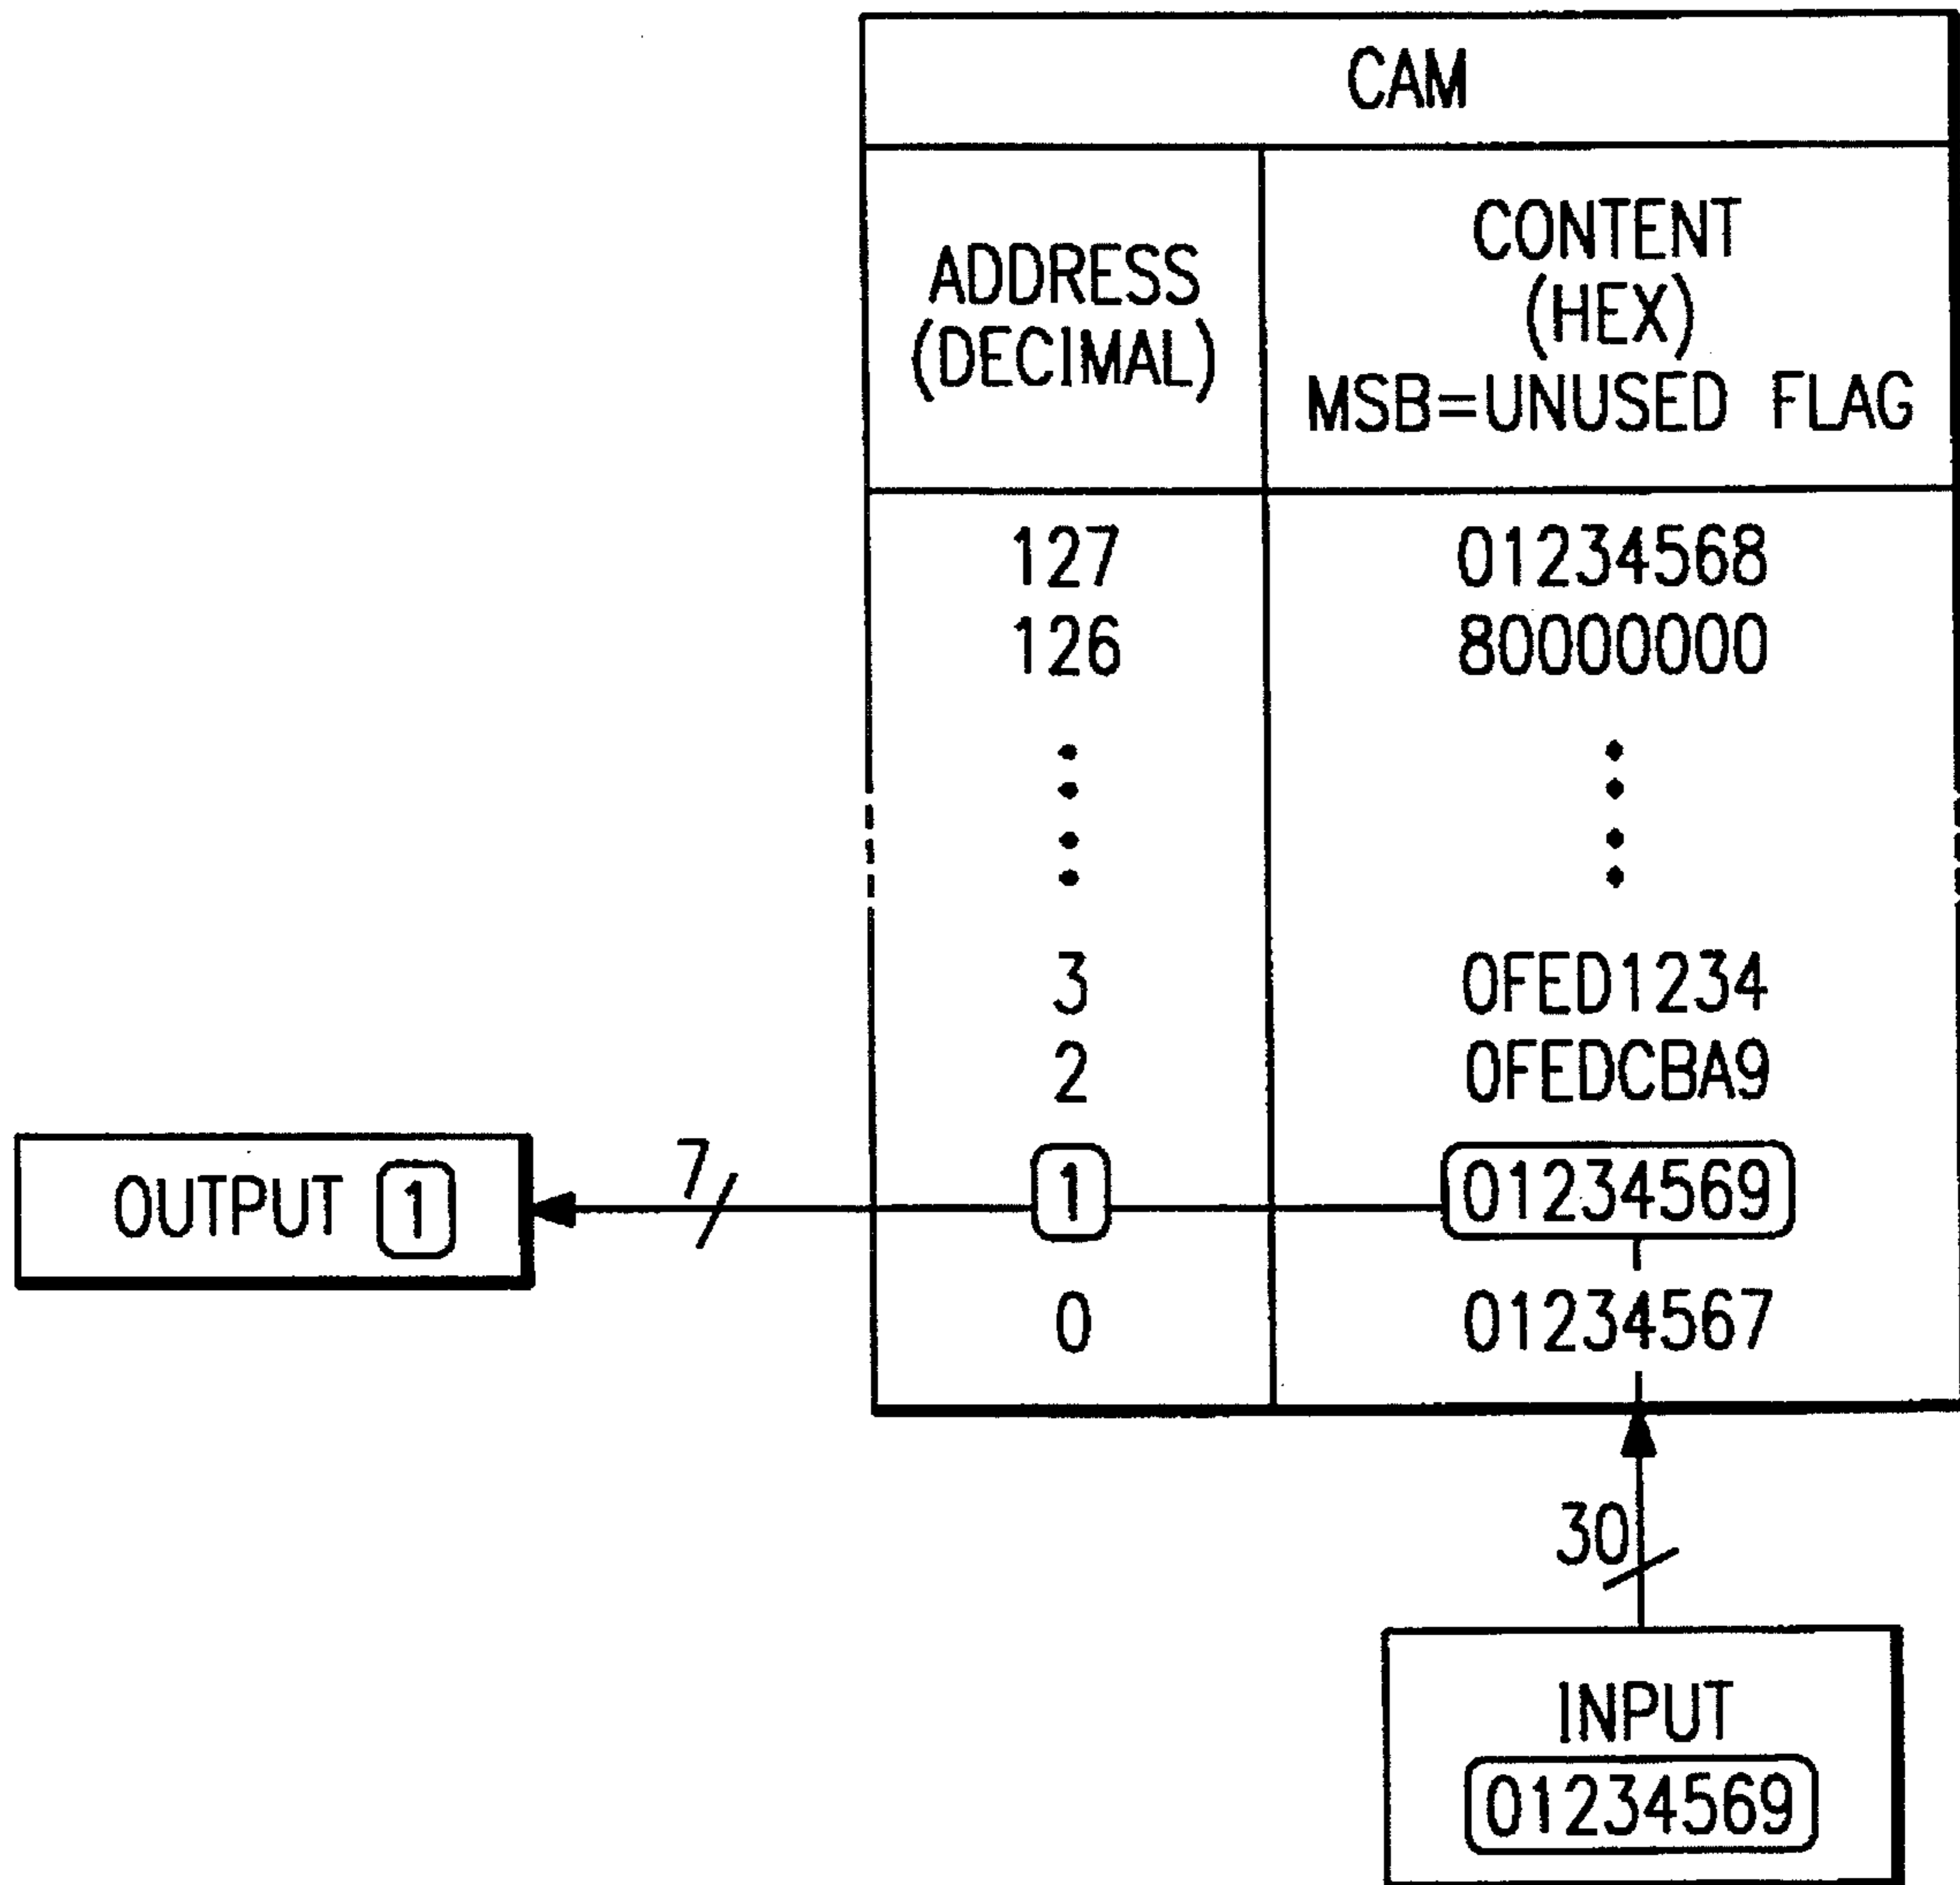 CAM
ADDRESS
(DECIMAL)
CONTENT
(HEX)
MSB=UNUSED FLAG
127 01234568
126 80000000
3 0FED1234
2 0FEDCBA9
1 01234569
0 01234567
OUTPUT 1
7
30
INPUT
01234569